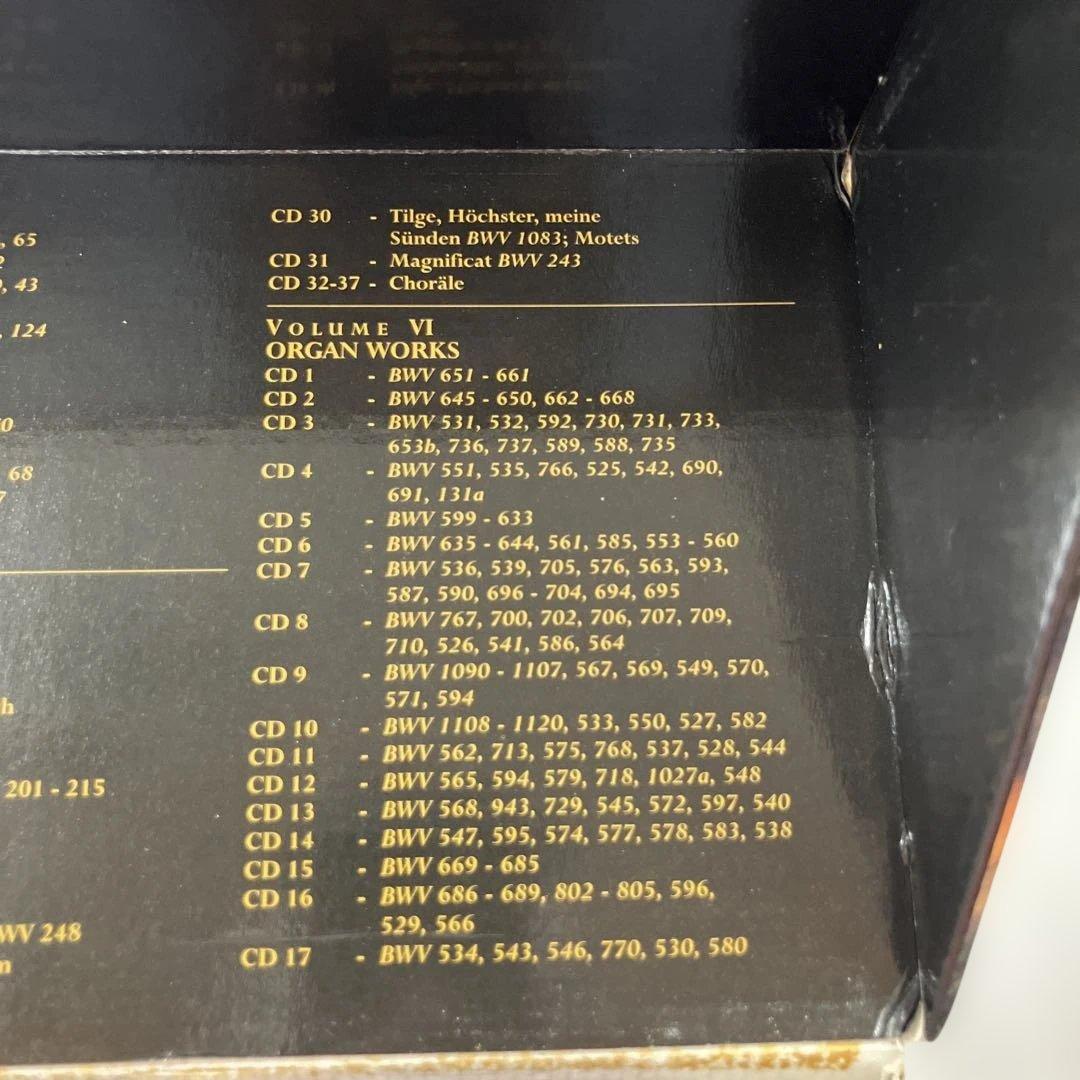 , 65
, 43
, 124
68
201 - 215
WV 248
CD 30 - Tilge, Höchster, meine
Sünden BWV 1083; Motets
CD 31 - Magnificat BWV 243
CD 32-37 - Choräle
VOLUME VI
ORGAN WORKS
CD 1 - BWV 651 - 661
CD 2 - BWV 645 - 650, 662 - 668
CD 3 - BWV 531, 532, 592, 730, 731, 733,
653b, 736, 737, 589, 588, 735
CD 4 - BWV 551, 535, 766, 525, 542, 690,
691, 131a
CD 5 - BWV 599 - 633
CD 6 - BWV 635 - 644, 561, 585, 553 - 560
CD 7 - BWV 536, 539, 705, 576, 563, 593,
587, 590, 696 - 704, 694, 695
CD 8 - BWV 767, 700, 702, 706, 707, 709,
710, 526, 541, 586, 564
CD 9 - BWV 1090 - 1107, 567, 569, 549, 570,
571, 594
CD 10 - BWV 1108 - 1120, 533, 550, 527, 582
CD 11 - BWV 562, 713, 575, 768, 537, 528, 544
CD 12 - BWV 565, 594, 579, 718, 1027a, 548
CD 13 - BWV 568, 943, 729, 545, 572, 597, 540
CD 14 - BWV 547, 595, 574, 577, 578, 583, 538
CD 15 - BWV 669 - 685
CD 16 - BWV 686 - 689, 802 - 805, 596,
529, 566
CD 17 - BWV 534, 543, 546, 770, 530, 580